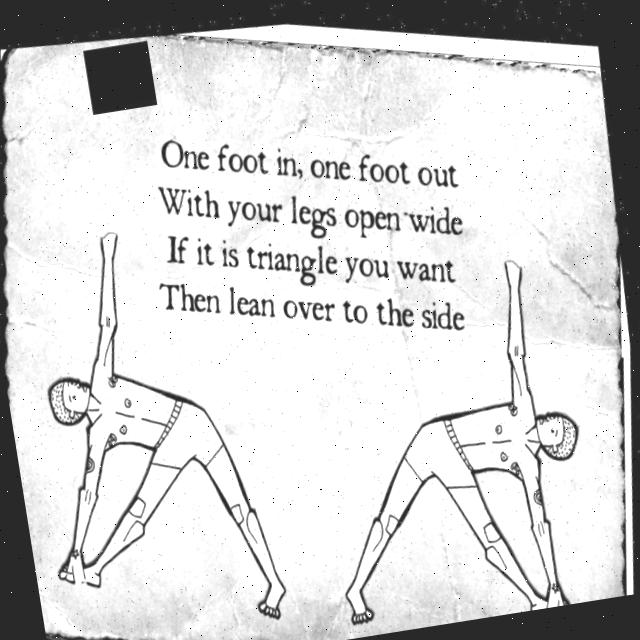 One foot in, one foot out
With your legs open wide
If it is triangle you want
Then lean over to the side